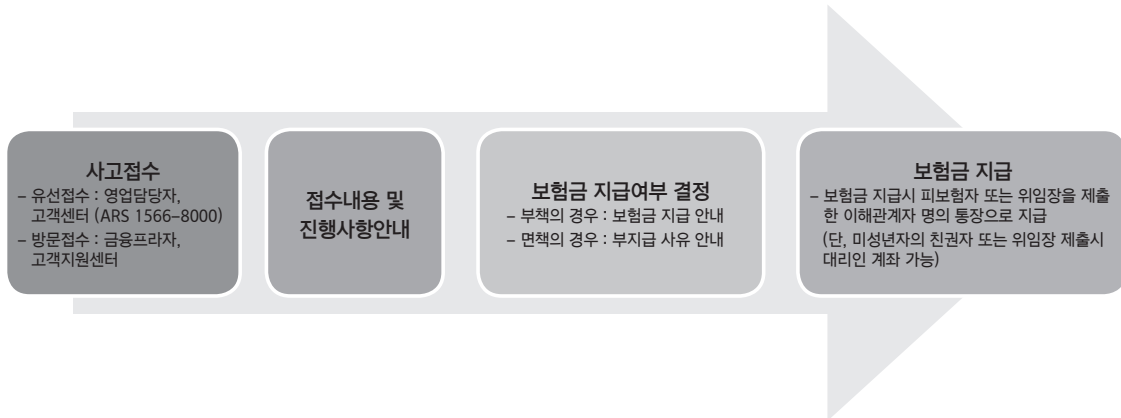 사고접수
– 유선접수 : 영업담당자,
고객센터 (ARS 1566–8000)
– 방문접수 : 금융프라자,
고객지원센터
접수내용 및
진행사항안내
보험금 지급여부 결정
– 부책의 경우 : 보험금 지급 안내
– 면책의 경우 : 부지급 사유 안내
보험금 지급
– 보험금 지급시 피보험자 또는 위임장을 제출
한 이해관계자 명의 통장으로 지급
(단, 미성년자의 친권자 또는 위임장 제출시
대리인 계좌 가능)